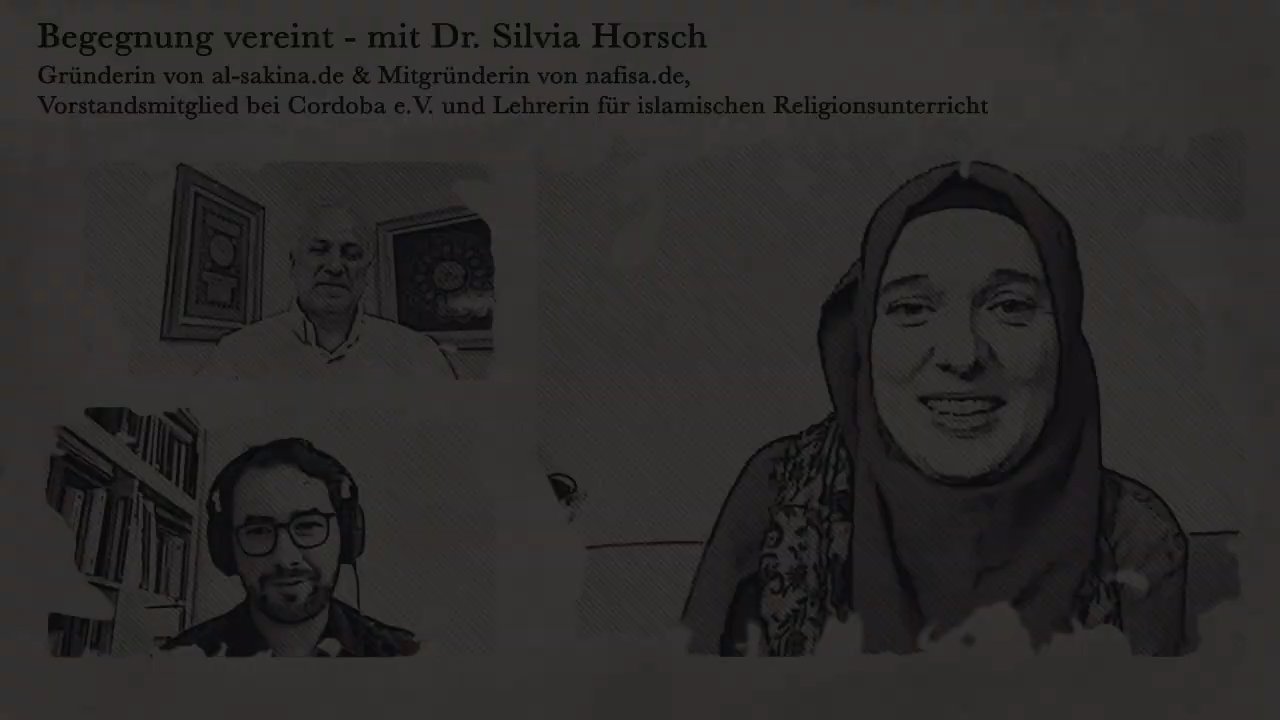 Begegnung vereint - mit Dr. Silvia Horsch
Gründerin von al-sakina.de & Mitgründerin von nafisa.de,
Vorstandsmitglied bei Cordoba e.V. und Lehrerin für islamischen Religionsunterricht